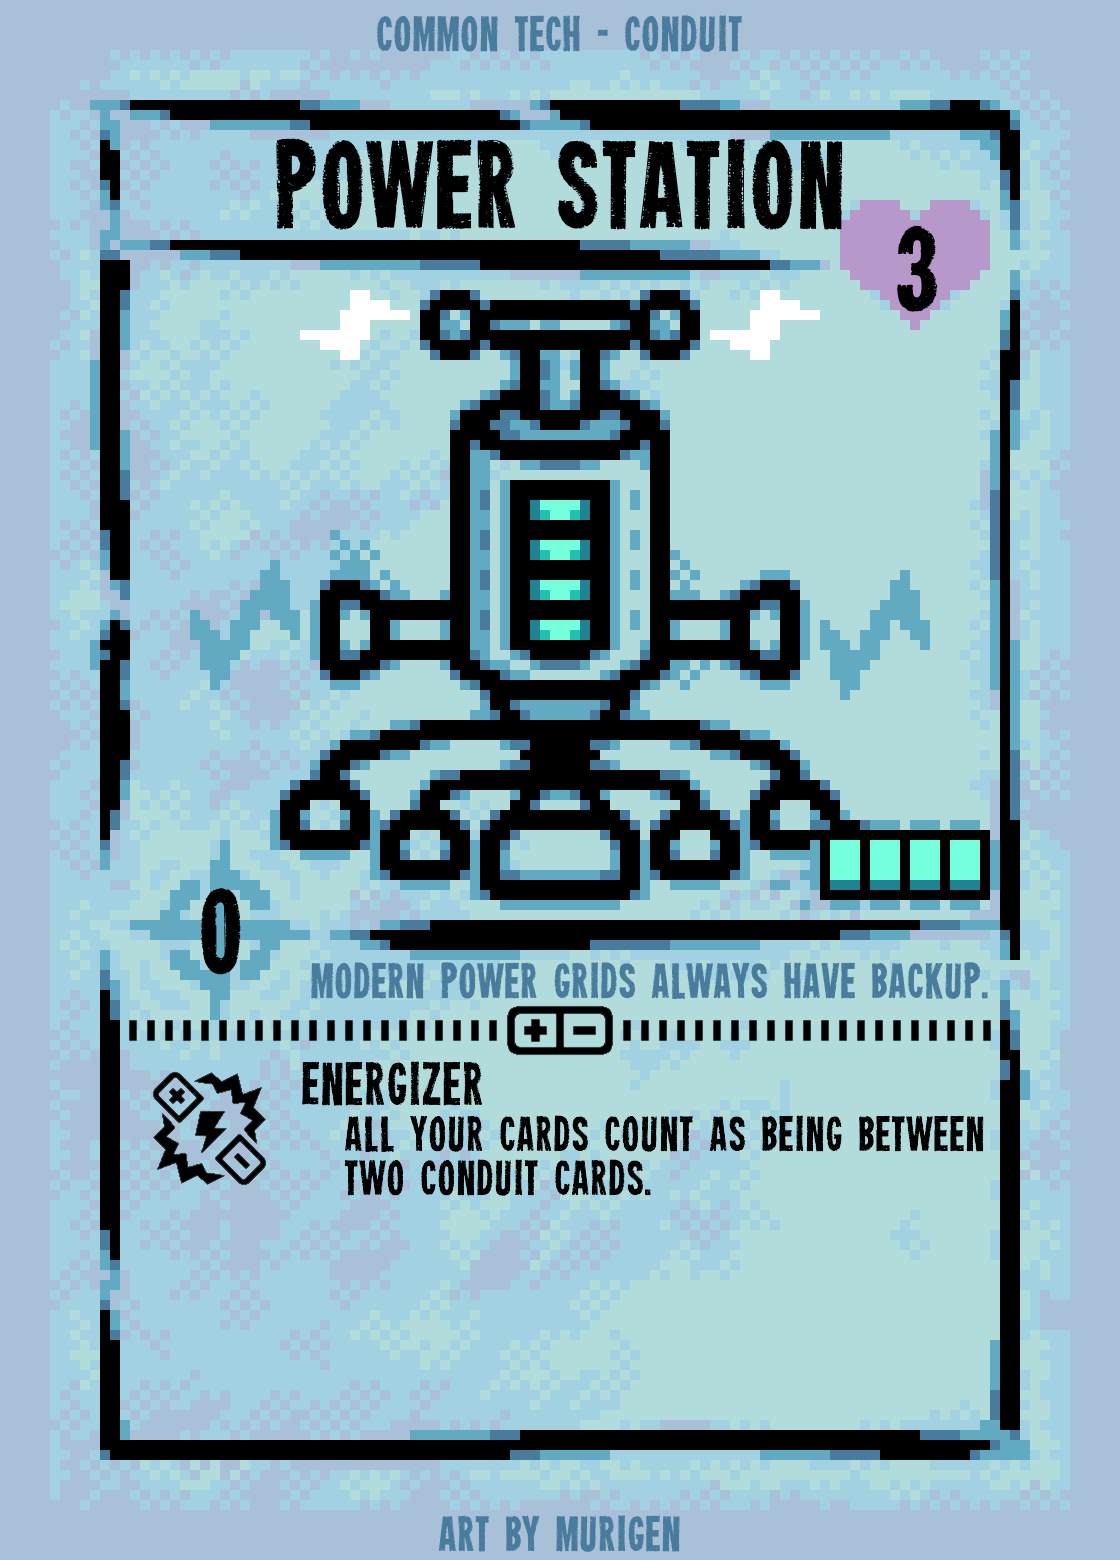 COMMON TECH - CONDUIT
POWER STATION
3
0
MODERN POWER GRIDS ALWAYS HAVE BACKUP.
+ -
ENERGIZER
ALL YOUR CARDS COUNT AS BEING BETWEEN
TWO CONDUIT CARDS.
ART BY MURIGEN